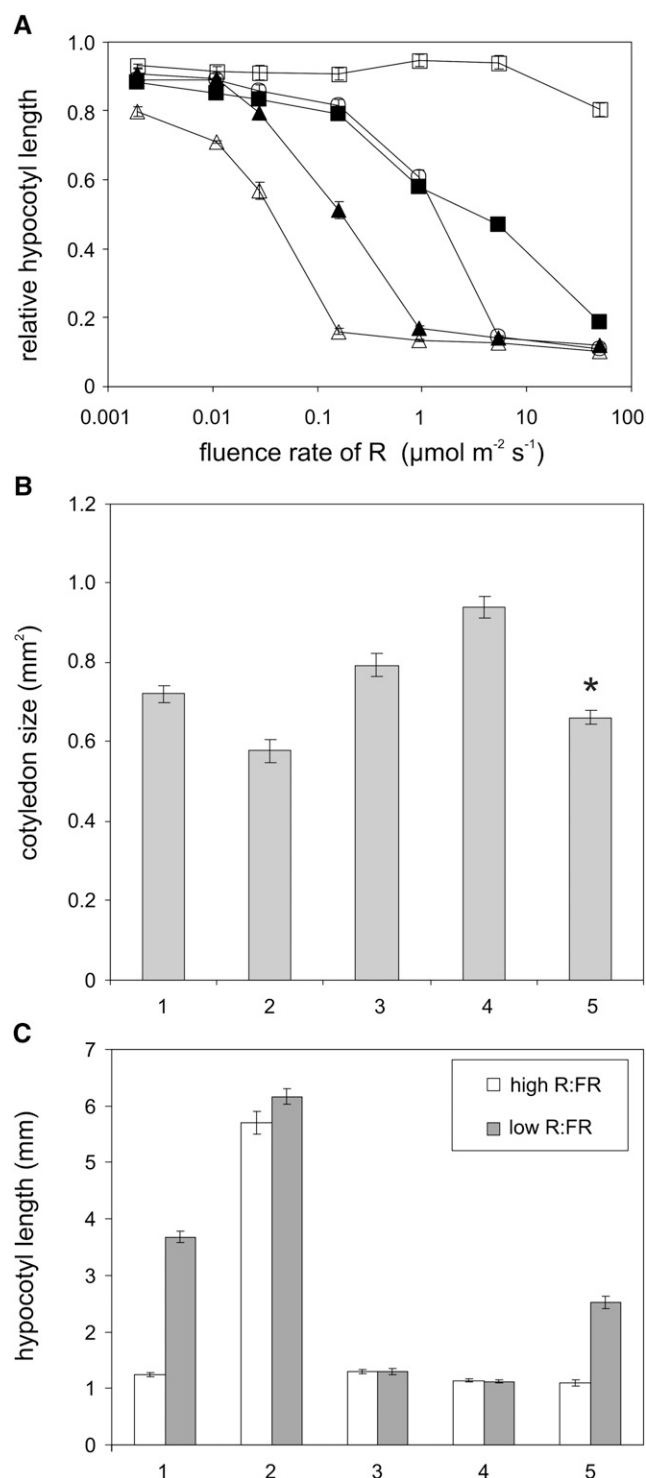 A
relative hypocotyl length
1.0
0.8
0.6
0.4
0.2
0
0.001 0.01 0.1 1 10 100
fluence rate of R (µmol m⁻² s⁻¹)
B
cotyledon size (mm²)
1.2
1.0
0.8
0.6
0.4
0.2
0
*
1 2 3 4 5
C
hypocotyl length (mm)
7
6
5
4
3
2
1
0
high R:FR
low R:FR
1 2 3 4 5